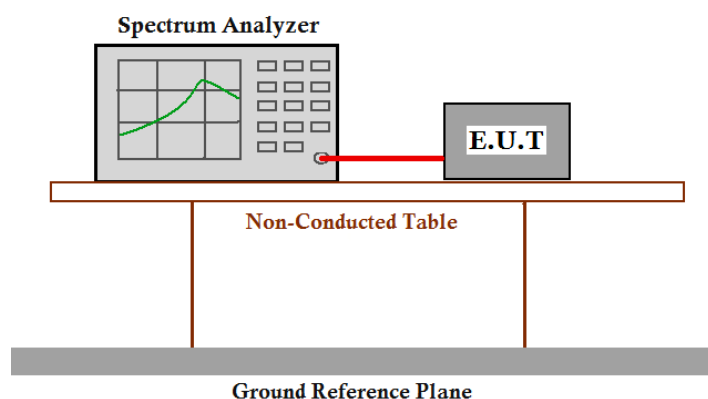 Spectrum Analyzer
E.U.T
Non-Conducted Table
Ground Reference Plane